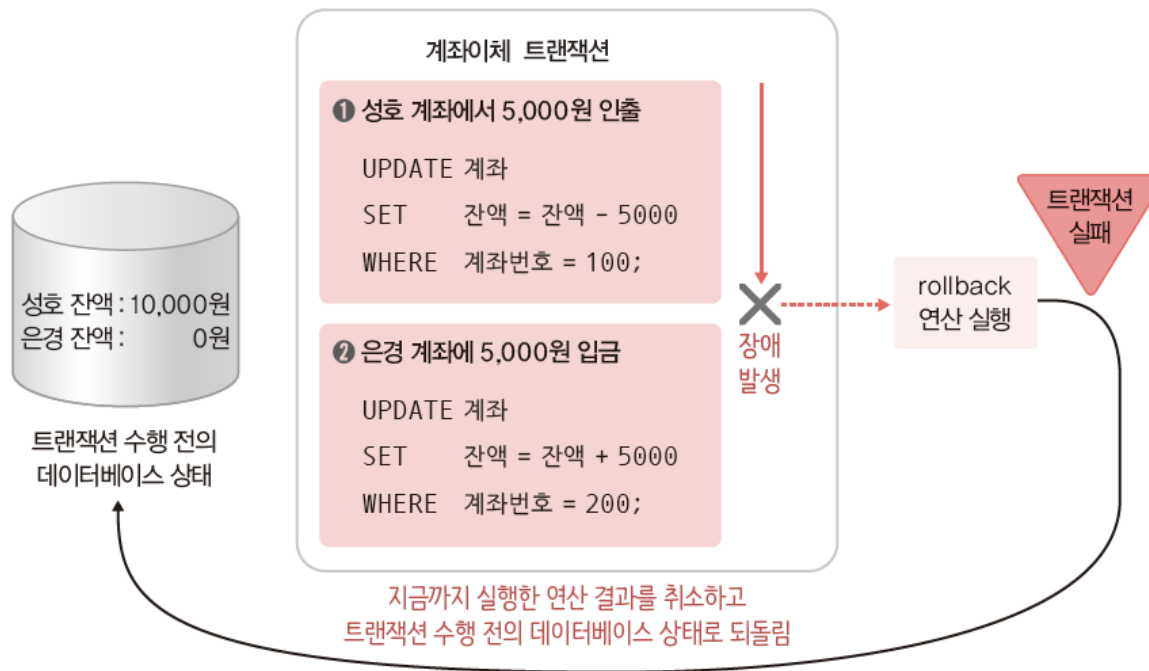 계좌이체 트랜잭션
❶ 성호 계좌에서 5,000원 인출
UPDATE 계좌
SET 잔액 = 잔액 - 5000
WHERE 계좌번호 = 100;
❷ 은경 계좌에 5,000원 입금
UPDATE 계좌
SET 잔액 = 잔액 + 5000
WHERE 계좌번호 = 200;
성호 잔액 : 10,000원
은경 잔액 : 0원
트랜잭션 수행 전의
데이터베이스 상태
장애
발생
rollback
연산 실행
트랜잭션
실패
지금까지 실행한 연산 결과를 취소하고
트랜잭션 수행 전의 데이터베이스 상태로 되돌림